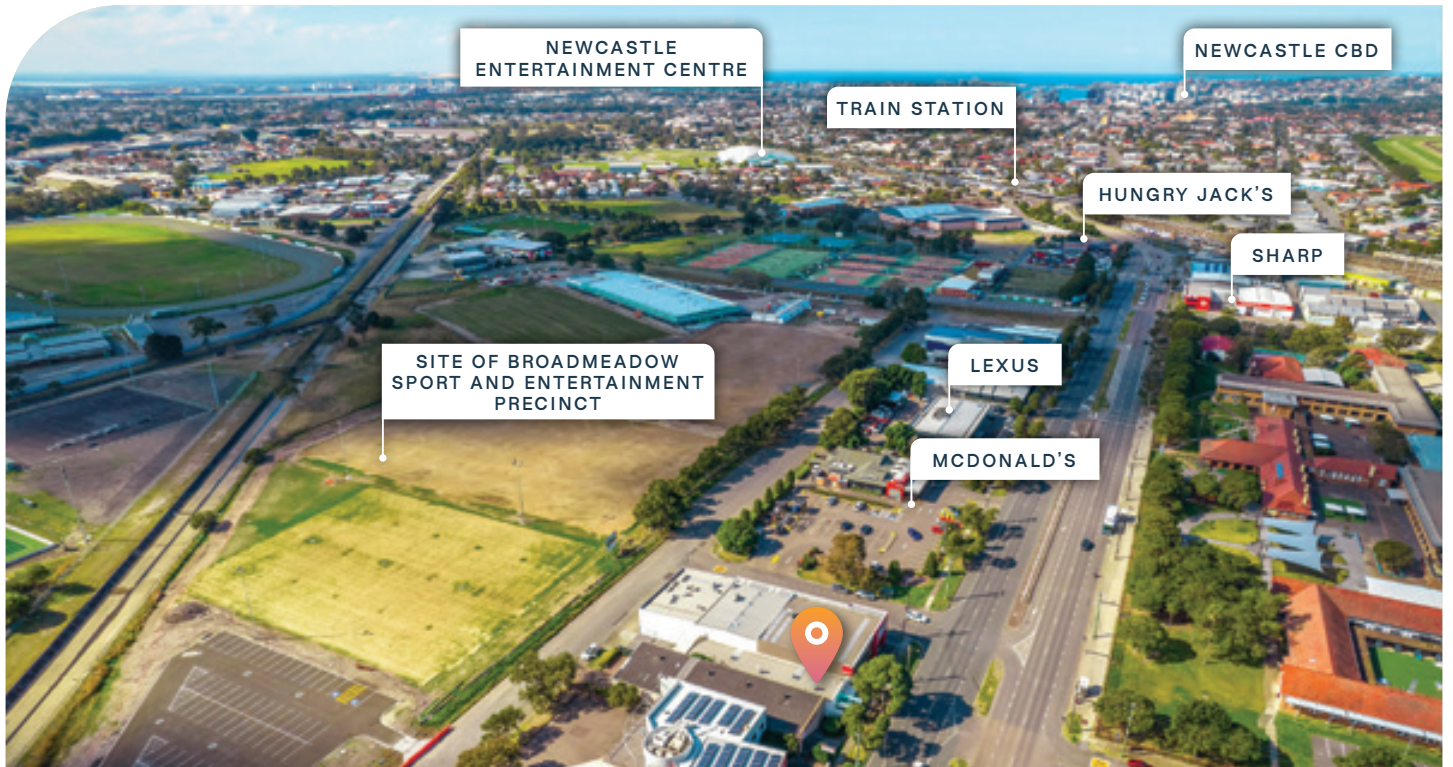 NEWCASTLE
ENTERTAINMENT CENTRE
NEWCASTLE CBD
TRAIN STATION
HUNGRY JACK'S
SHARP
SITE OF BROADMEADOW
SPORT AND ENTERTAINMENT
PRECINCT
LEXUS
MCDONALD'S